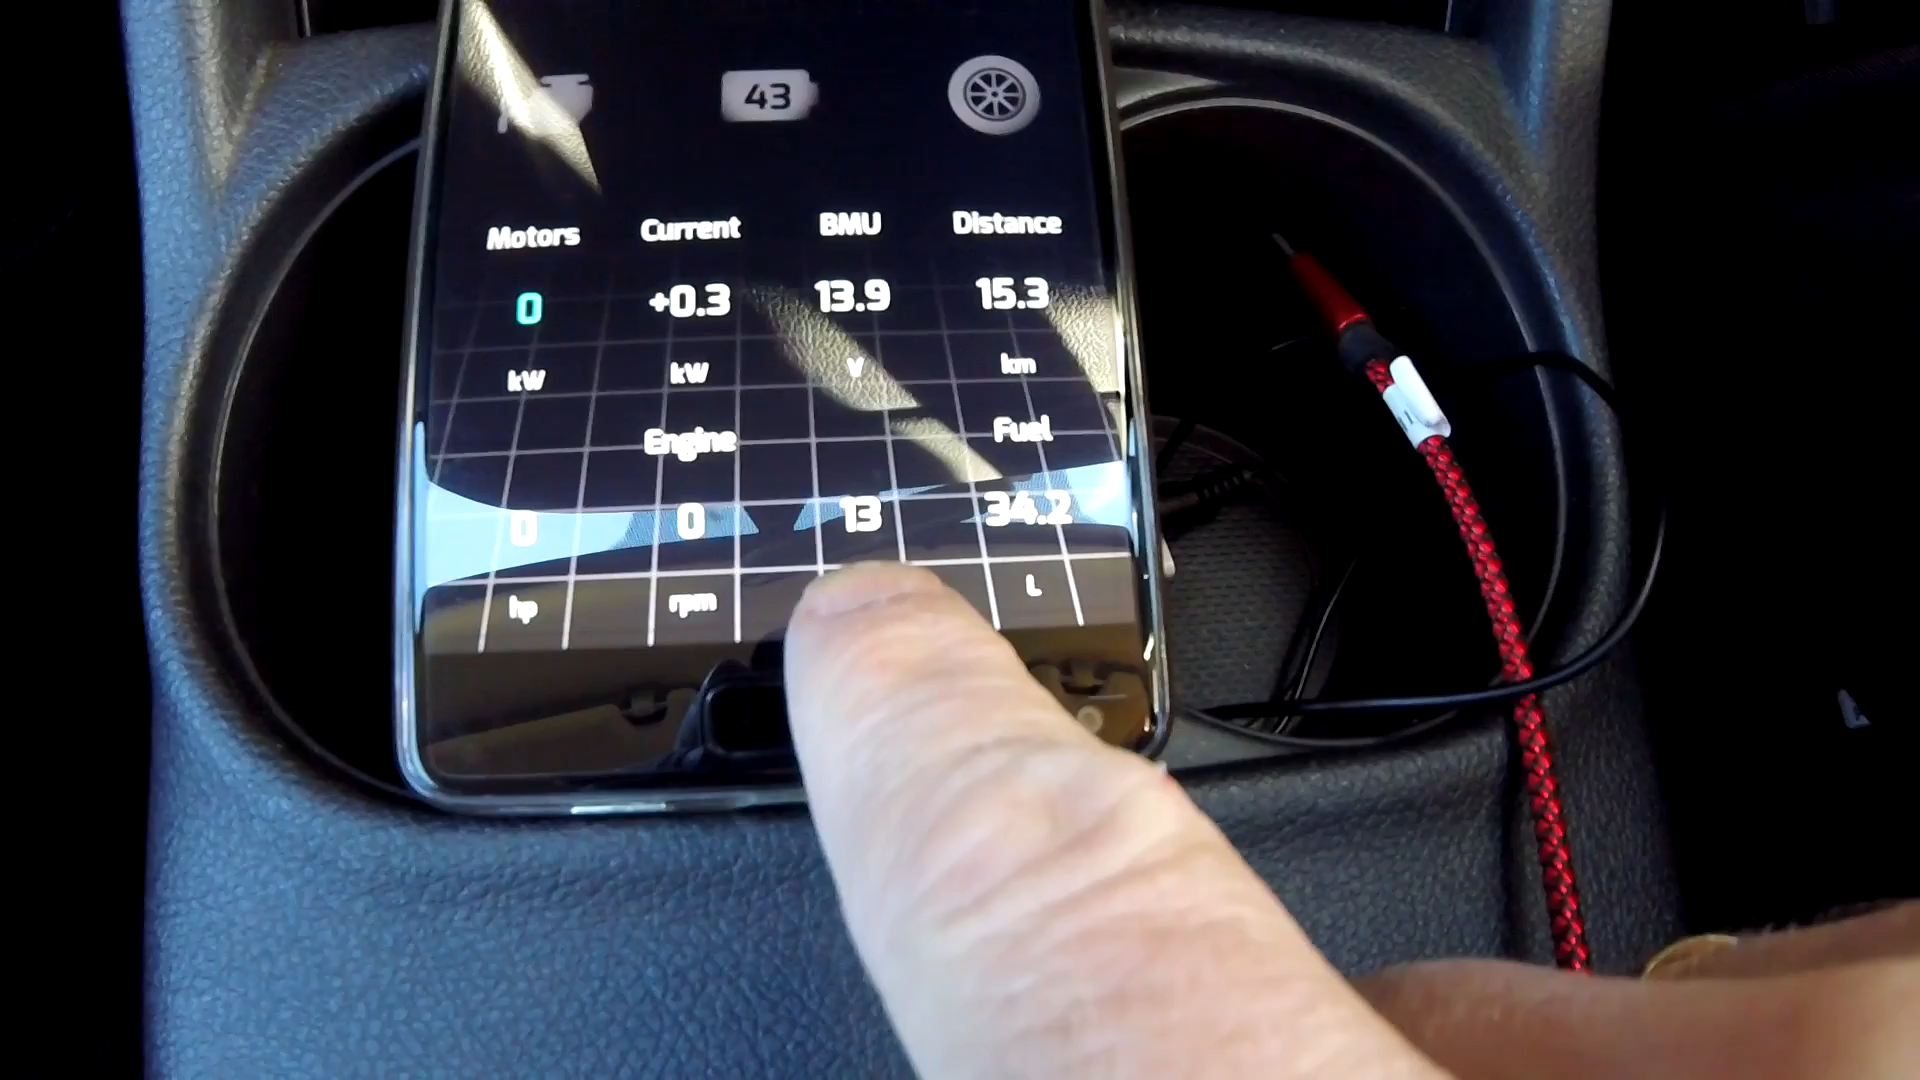 43
Motors Current BMU Distance
0 +0.3 13.9 15.3
kW kW V km
Engine Fuel
0 0 13 34.2
hp rpm L